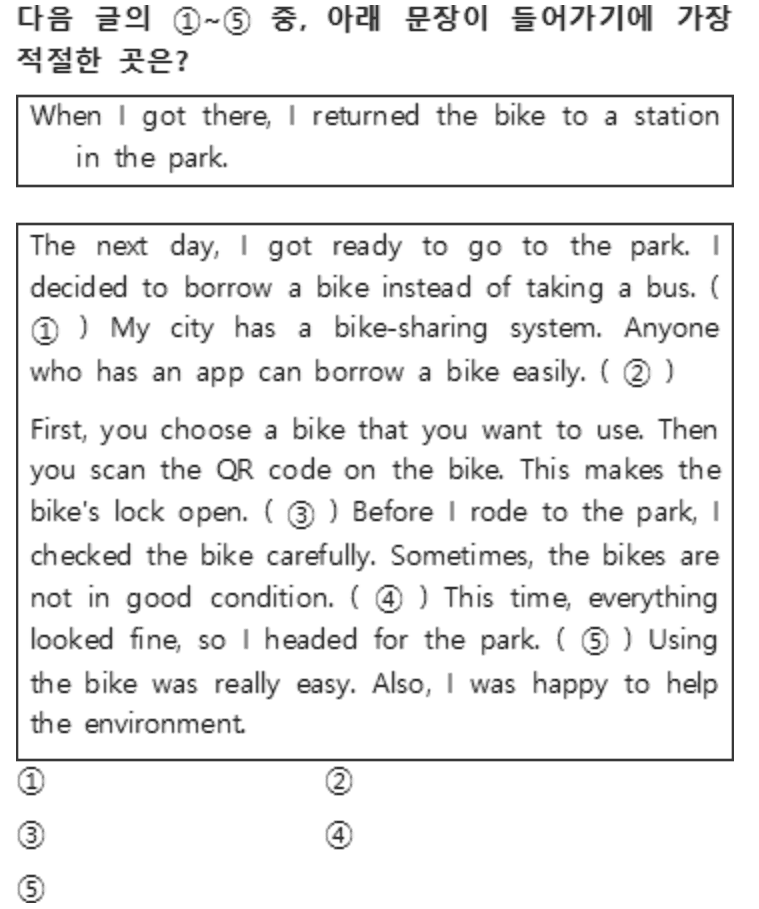 다음 글의 ①~⑤ 중, 아래 문장이 들어가기에 가장
적절한 곳은?
When I got there, I returned the bike to a station
in the park.
The next day, I got ready to go to the park. I
decided to borrow a bike instead of taking a bus. (
① ) My city has a bike-sharing system. Anyone
who has an app can borrow a bike easily. ( ② )
First, you choose a bike that you want to use. Then
you scan the QR code on the bike. This makes the
bike's lock open. ( ③ ) Before I rode to the park, I
checked the bike carefully. Sometimes, the bikes are
not in good condition. ( ④ ) This time, everything
looked fine, so I headed for the park. ( ⑤ ) Using
the bike was really easy. Also, I was happy to help
the environment.
① ②
③ ④
⑤